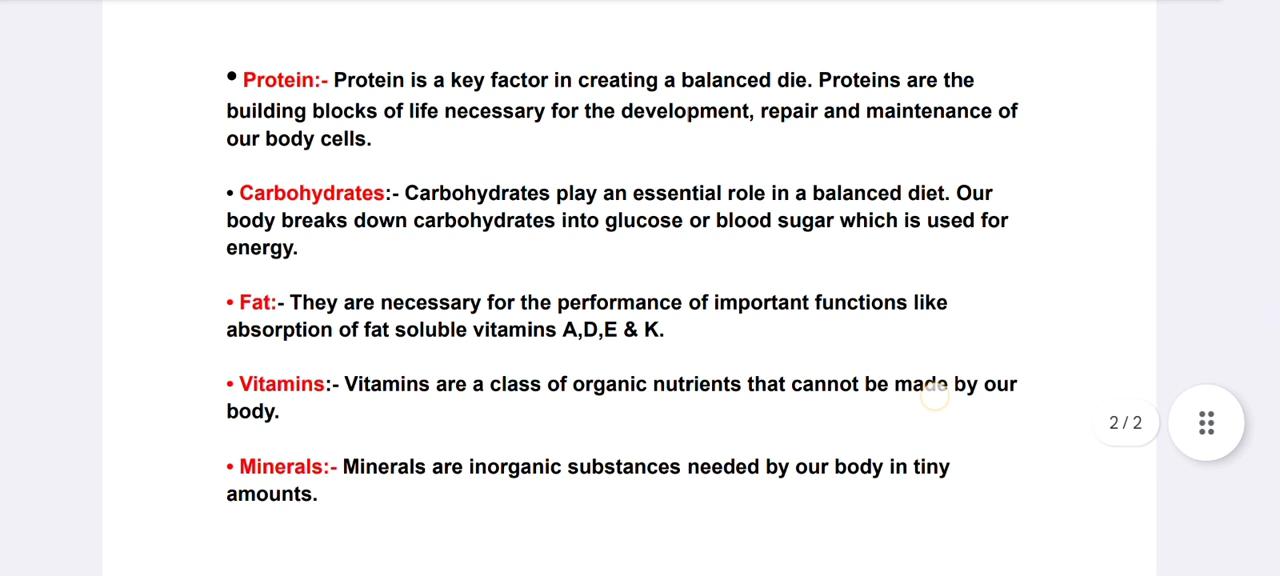 • Protein:- Protein is a key factor in creating a balanced die. Proteins are the
building blocks of life necessary for the development, repair and maintenance of
our body cells.
• Carbohydrates:- Carbohydrates play an essential role in a balanced diet. Our
body breaks down carbohydrates into glucose or blood sugar which is used for
energy.
• Fat:- They are necessary for the performance of important functions like
absorption of fat soluble vitamins A,D,E & K.
• Vitamins:- Vitamins are a class of organic nutrients that cannot be made by our
body.
2 / 2
• Minerals:- Minerals are inorganic substances needed by our body in tiny
amounts.